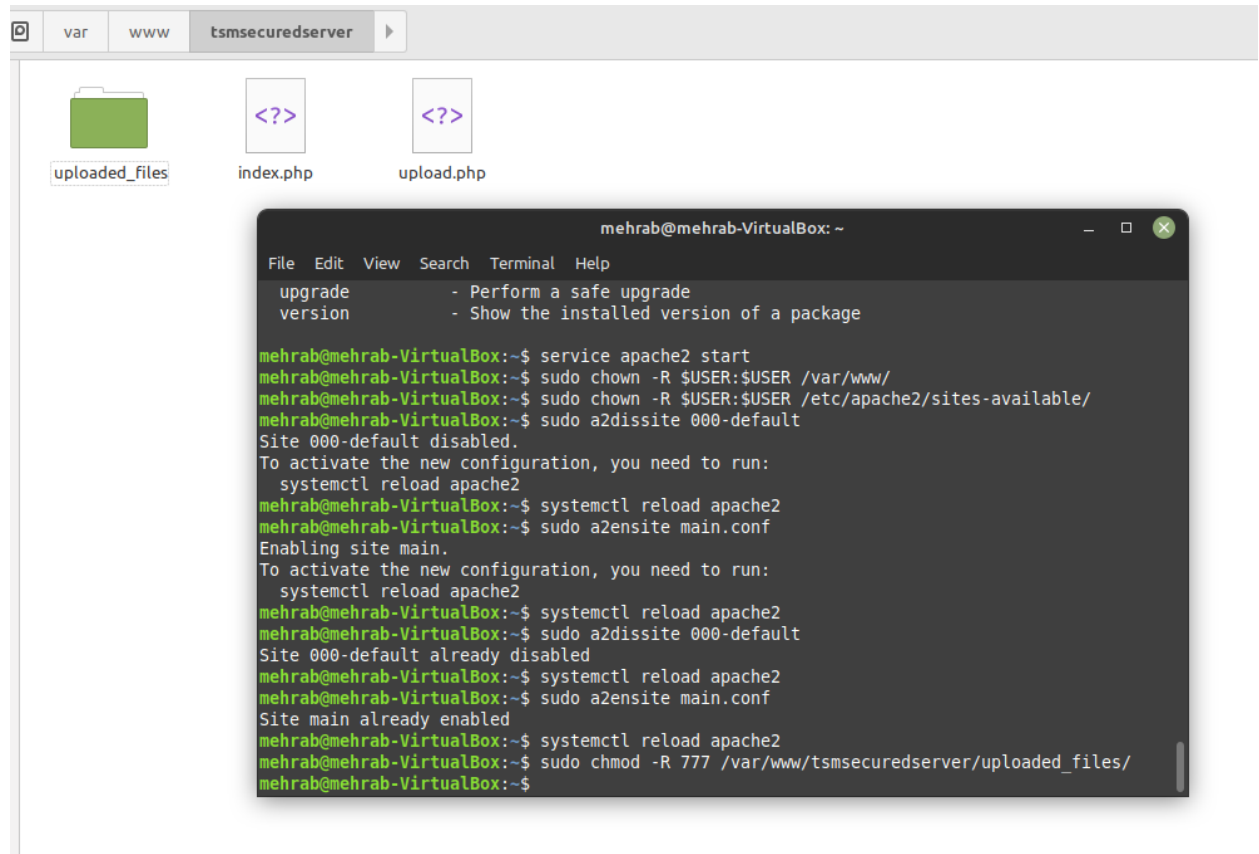 var www tsmsecuredserver
<?> <?>
uploaded_files index.php upload.php
mehrab@mehrab-VirtualBox: ~
File Edit View Search Terminal Help
upgrade - Perform a safe upgrade
version - Show the installed version of a package
mehrab@mehrab-VirtualBox:~$ service apache2 start
mehrab@mehrab-VirtualBox:~$ sudo chown -R $USER:$USER /var/www/
mehrab@mehrab-VirtualBox:~$ sudo chown -R $USER:$USER /etc/apache2/sites-available/
mehrab@mehrab-VirtualBox:~$ sudo a2dissite 000-default
Site 000-default disabled.
To activate the new configuration, you need to run:
systemctl reload apache2
mehrab@mehrab-VirtualBox:~$ systemctl reload apache2
mehrab@mehrab-VirtualBox:~$ sudo a2ensite main.conf
Enabling site main.
To activate the new configuration, you need to run:
systemctl reload apache2
mehrab@mehrab-VirtualBox:~$ systemctl reload apache2
mehrab@mehrab-VirtualBox:~$ sudo a2dissite 000-default
Site 000-default already disabled
mehrab@mehrab-VirtualBox:~$ systemctl reload apache2
mehrab@mehrab-VirtualBox:~$ sudo a2ensite main.conf
Site main already enabled
mehrab@mehrab-VirtualBox:~$ systemctl reload apache2
mehrab@mehrab-VirtualBox:~$ sudo chmod -R 777 /var/www/tsmsecuredserver/uploaded_files/
mehrab@mehrab-VirtualBox:~$